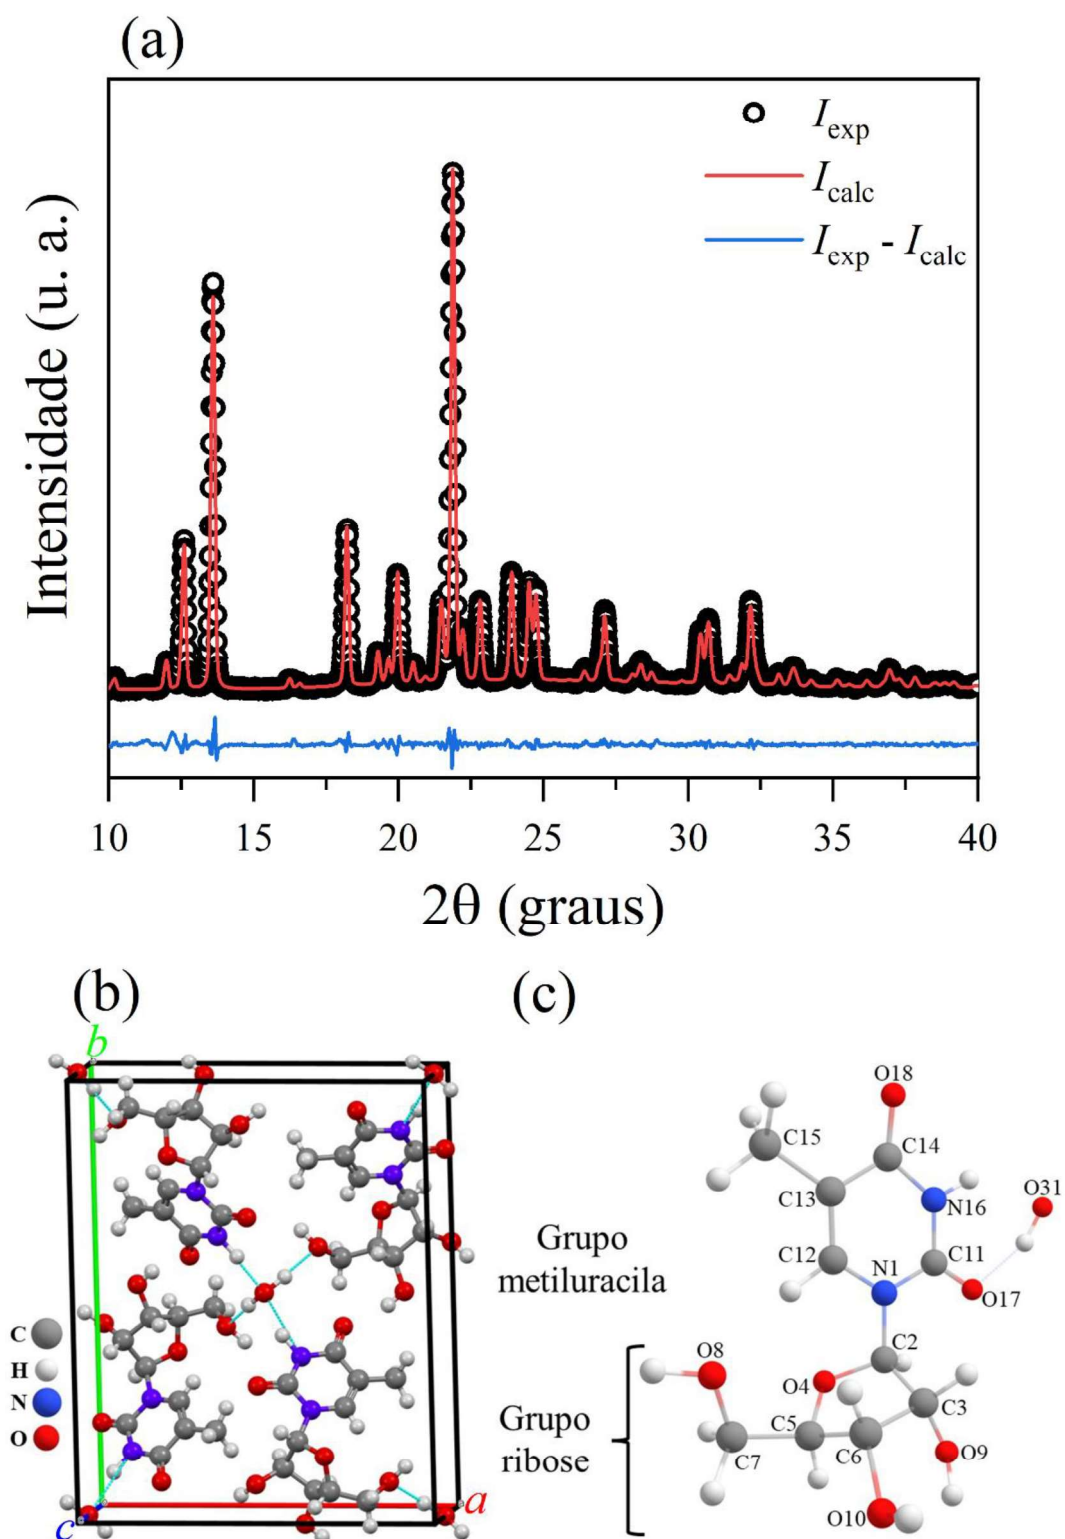 (a)
I_exp
I_calc
I_exp - I_calc
Intensidade (u. a.)
10 15 20 25 30 35 40
2θ (graus)
(b)
b
a
c
C
H
N
O
(c)
O18
C15
C14
C13
N16
O31
C12
N1
C11
O17
Grupo
metiluracila
C2
O8
O4
C3
Grupo
ribose
C5
C6
C7
O9
O10